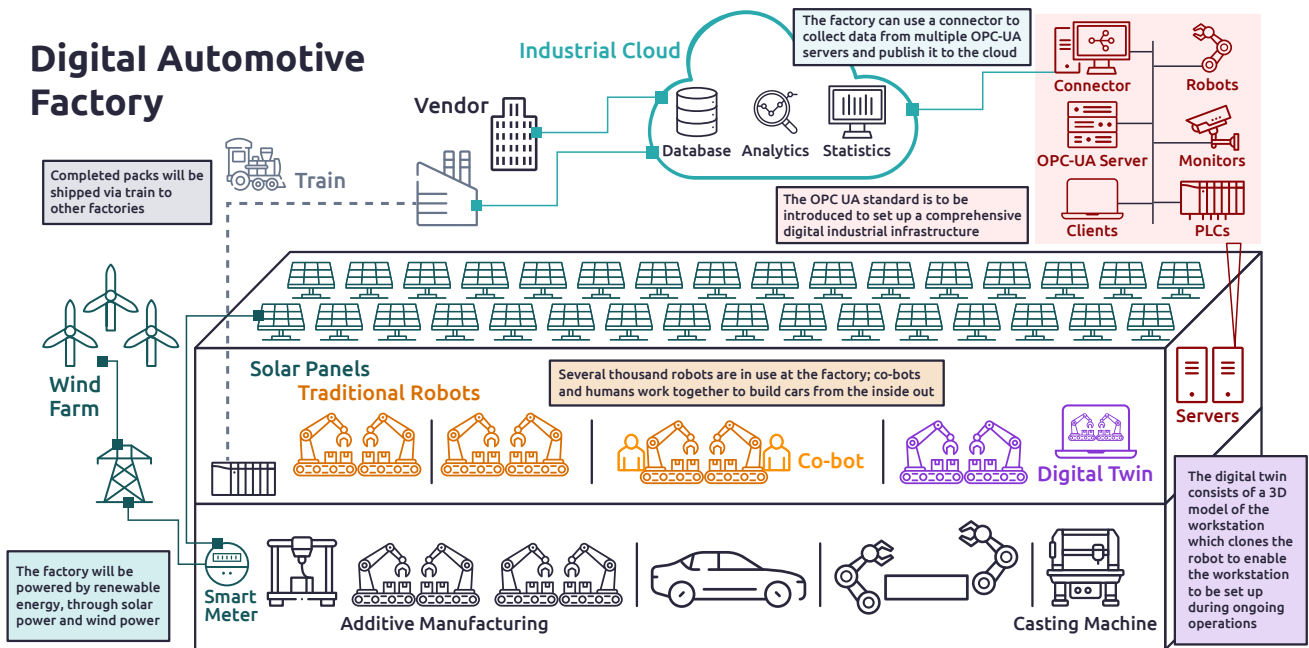 Digital Automotive
Factory
Industrial Cloud
The factory can use a connector to
collect data from multiple OPC-UA
servers and publish it to the cloud
Vendor
Database
Analytics
Statistics
Connector
Robots
OPC-UA Server
Monitors
Clients
PLCs
Completed packs will be
shipped via train to
other factories
Train
The OPC UA standard is to be
introduced to set up a comprehensive
digital industrial infrastructure
Wind
Farm
Solar Panels
Traditional Robots
Several thousand robots are in use at the factory; co-bots
and humans work together to build cars from the inside out
Servers
Co-bot
Digital Twin
The digital twin
consists of a 3D
model of the
workstation
which clones the
robot to enable
the workstation
to be set up
during ongoing
operations
The factory will be
powered by renewable
energy, through solar
power and wind power
Smart
Meter
Additive Manufacturing
Casting Machine